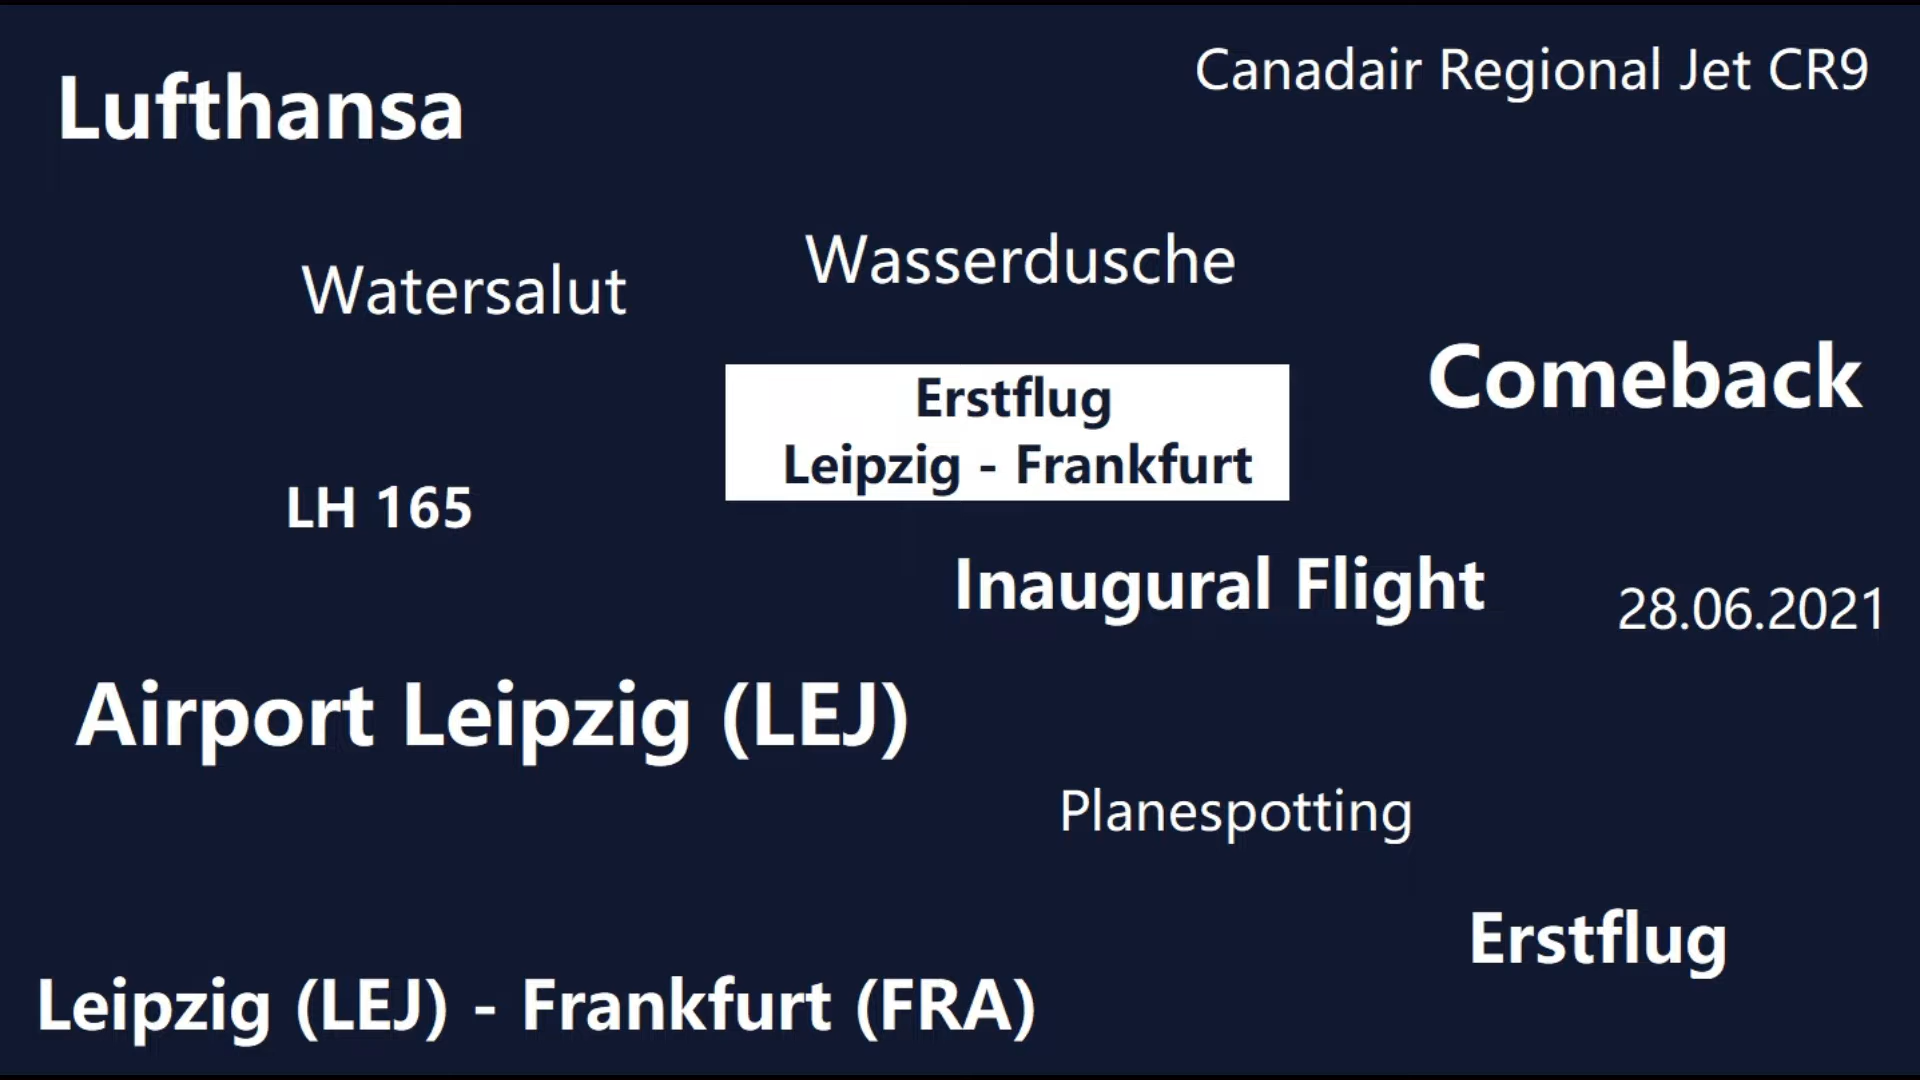 Lufthansa
Canadair Regional Jet CR9
Watersalut
Wasserdusche
Comeback
Erstflug
Leipzig - Frankfurt
LH 165
Inaugural Flight
28.06.2021
Airport Leipzig (LEJ)
Planespotting
Erstflug
Leipzig (LEJ) - Frankfurt (FRA)